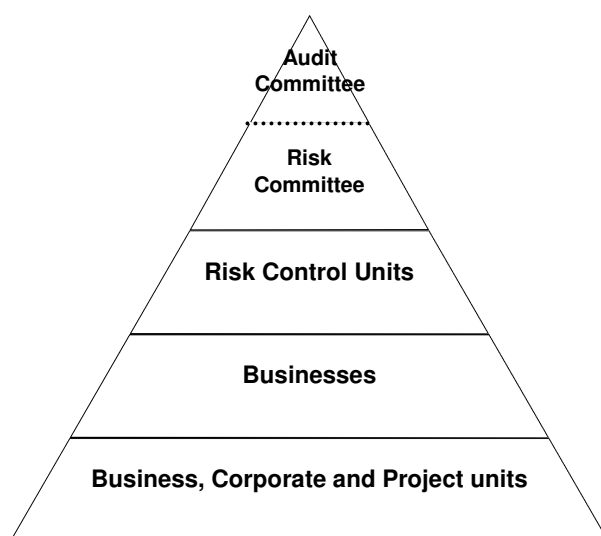 Audit
Committee
Risk
Committee
Risk Control Units
Businesses
Business, Corporate and Project units